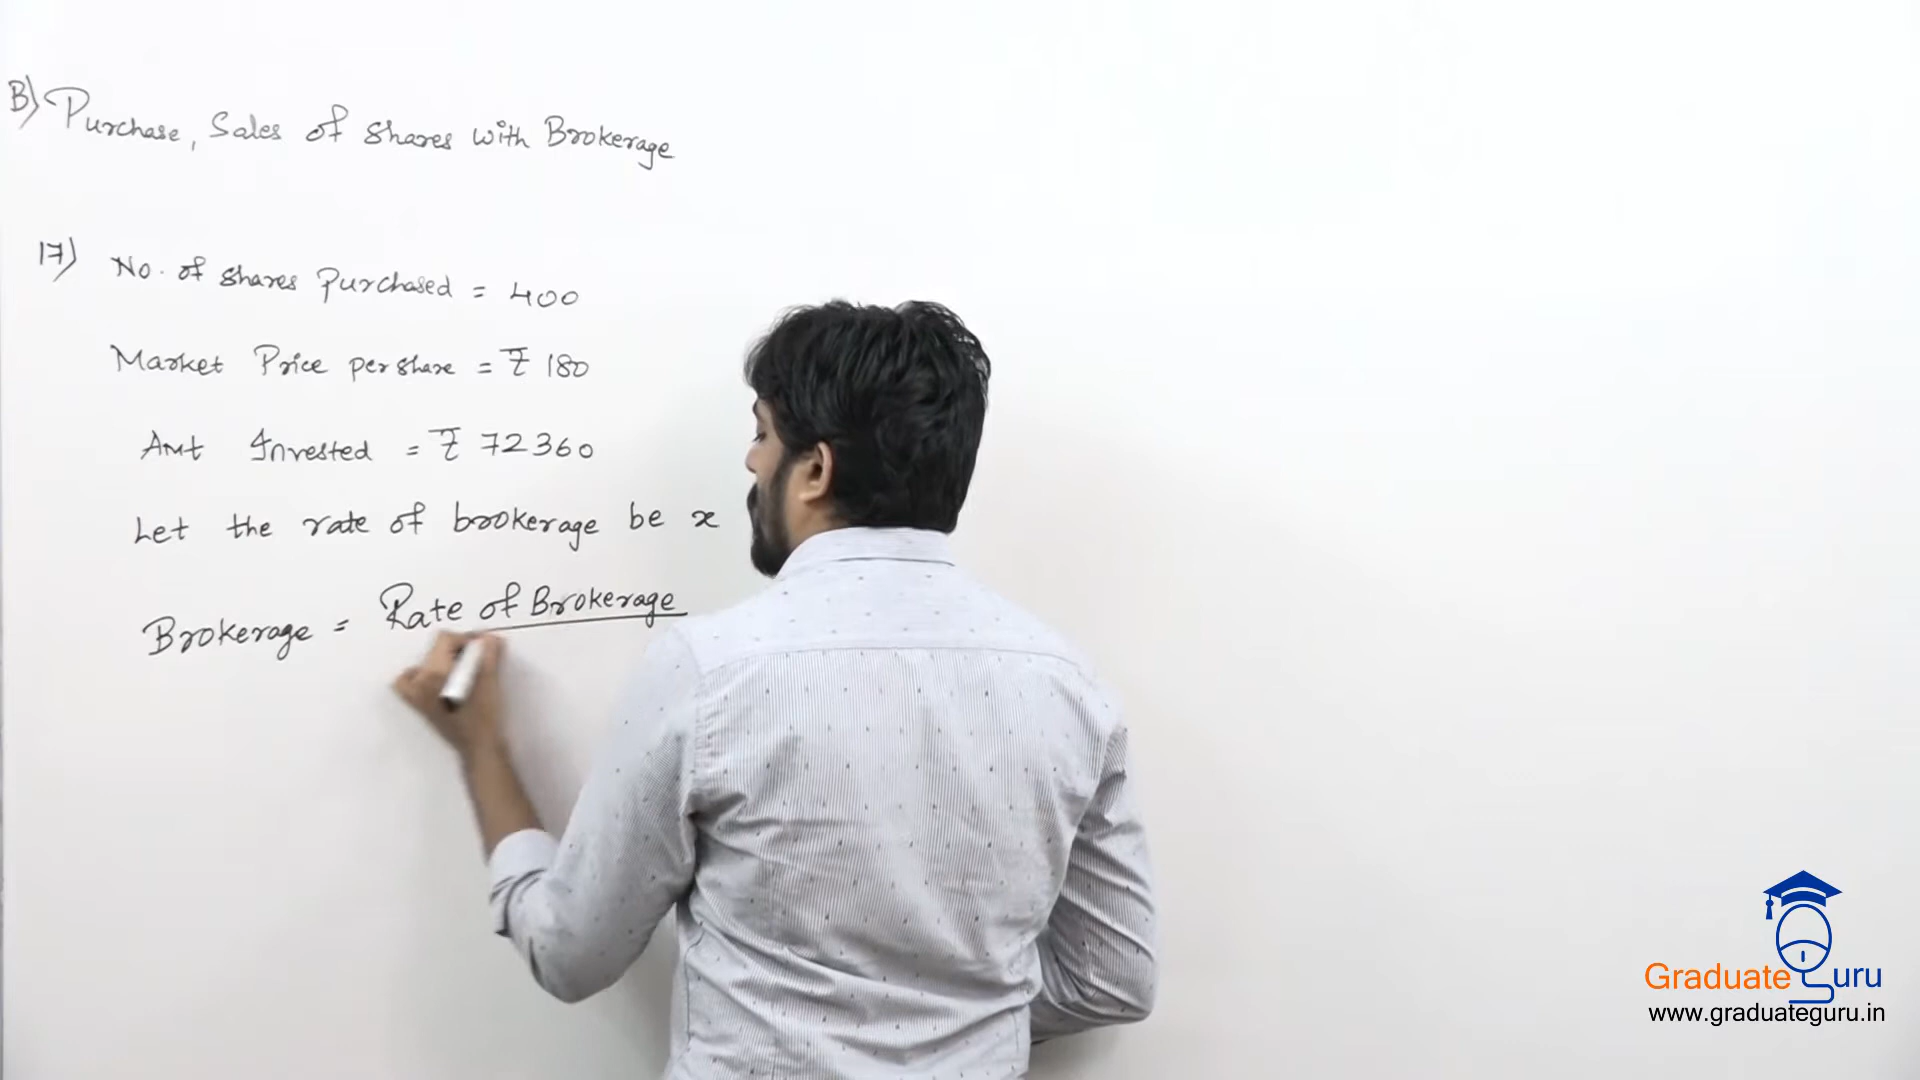 B) Purchase, Sales of shares with Brokerage
17) No. of shares Purchased = 400
Market Price per share = ₹ 180
Amt Invested = ₹ 72360
Let the rate of brokerage be x
Brokerage = Rate of Brokerage
Graduate Guru
www.graduateguru.in